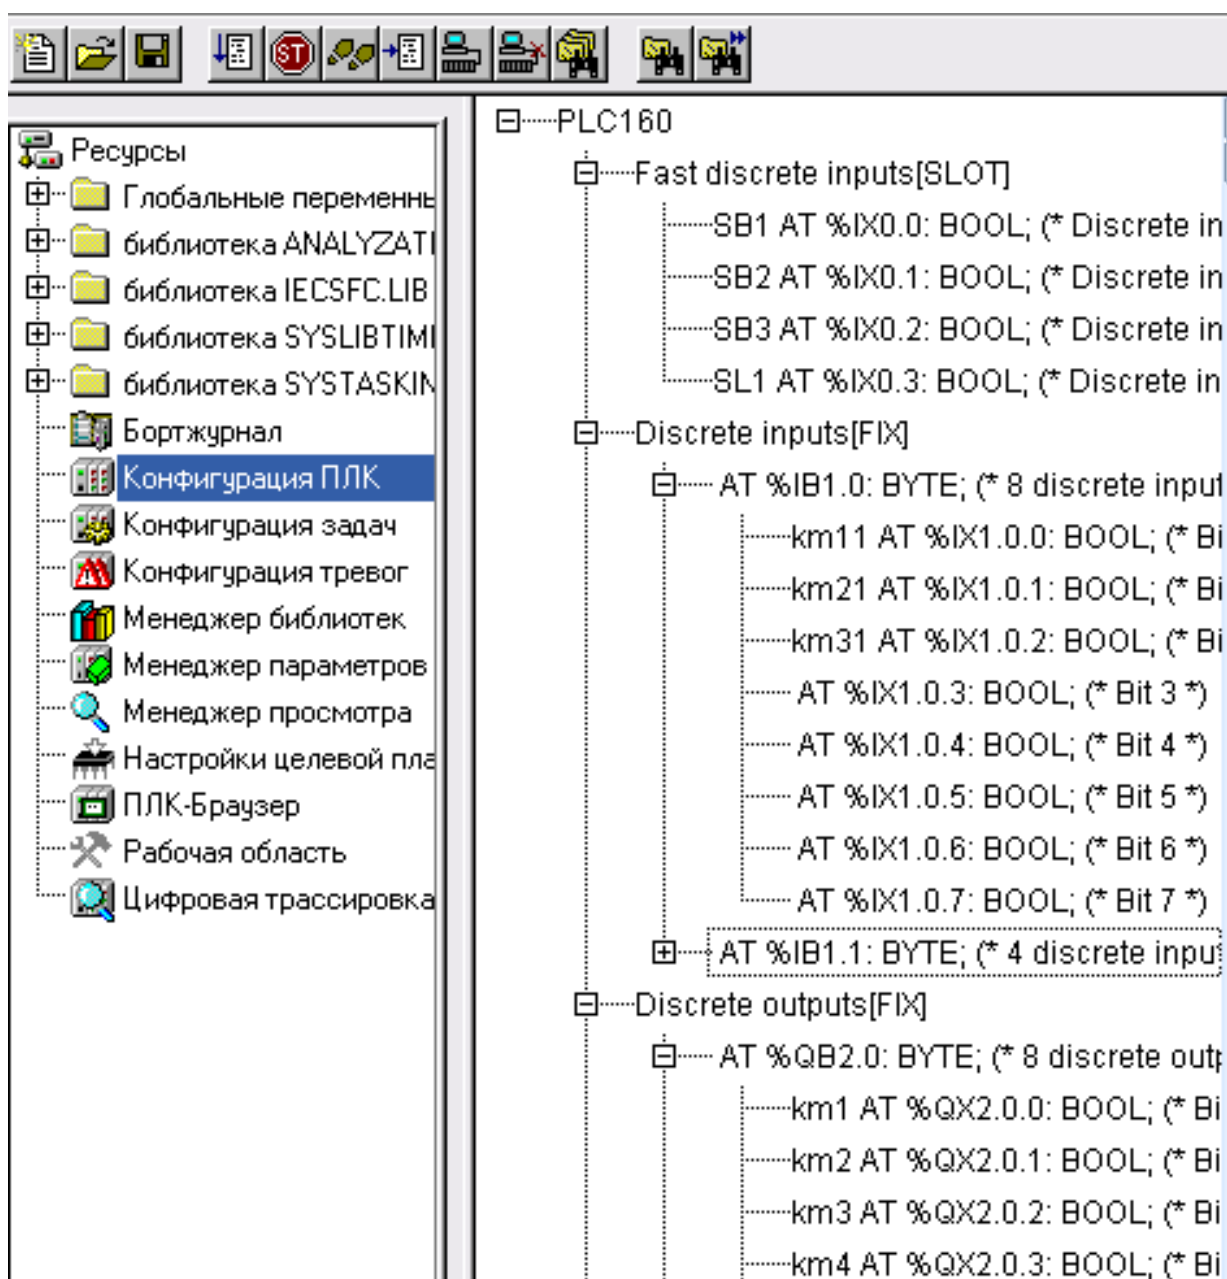 ST
Ресурсы
Глобальные переменны
библиотека ANALYZATI
библиотека IECSFC.LIB
библиотека SYSLIBTIM
библиотека SYSTASKIN
Бортжурнал
Конфигурация ПЛК
Конфигурация задач
Конфигурация тревог
Менеджер библиотек
Менеджер параметров
Менеджер просмотра
Настройки целевой пла
ПЛК-Браузер
Рабочая область
Цифровая трассировка
PLC160
Fast discrete inputs[SLOT]
SB1 AT %IX0.0: BOOL; (* Discrete in
SB2 AT %IX0.1: BOOL; (* Discrete in
SB3 AT %IX0.2: BOOL; (* Discrete in
SL1 AT %IX0.3: BOOL; (* Discrete in
Discrete inputs[FIX]
AT %IB1.0: BYTE; (* 8 discrete input
km11 AT %IX1.0.0: BOOL; (* Bi
km21 AT %IX1.0.1: BOOL; (* Bi
km31 AT %IX1.0.2: BOOL; (* Bi
AT %IX1.0.3: BOOL; (* Bit 3 *)
AT %IX1.0.4: BOOL; (* Bit 4 *)
AT %IX1.0.5: BOOL; (* Bit 5 *)
AT %IX1.0.6: BOOL; (* Bit 6 *)
AT %IX1.0.7: BOOL; (* Bit 7 *)
AT %IB1.1: BYTE; (* 4 discrete input
Discrete outputs[FIX]
AT %QB2.0: BYTE; (* 8 discrete outp
km1 AT %QX2.0.0: BOOL; (* Bi
km2 AT %QX2.0.1: BOOL; (* Bi
km3 AT %QX2.0.2: BOOL; (* Bi
km4 AT %QX2.0.3: BOOL; (* Bi